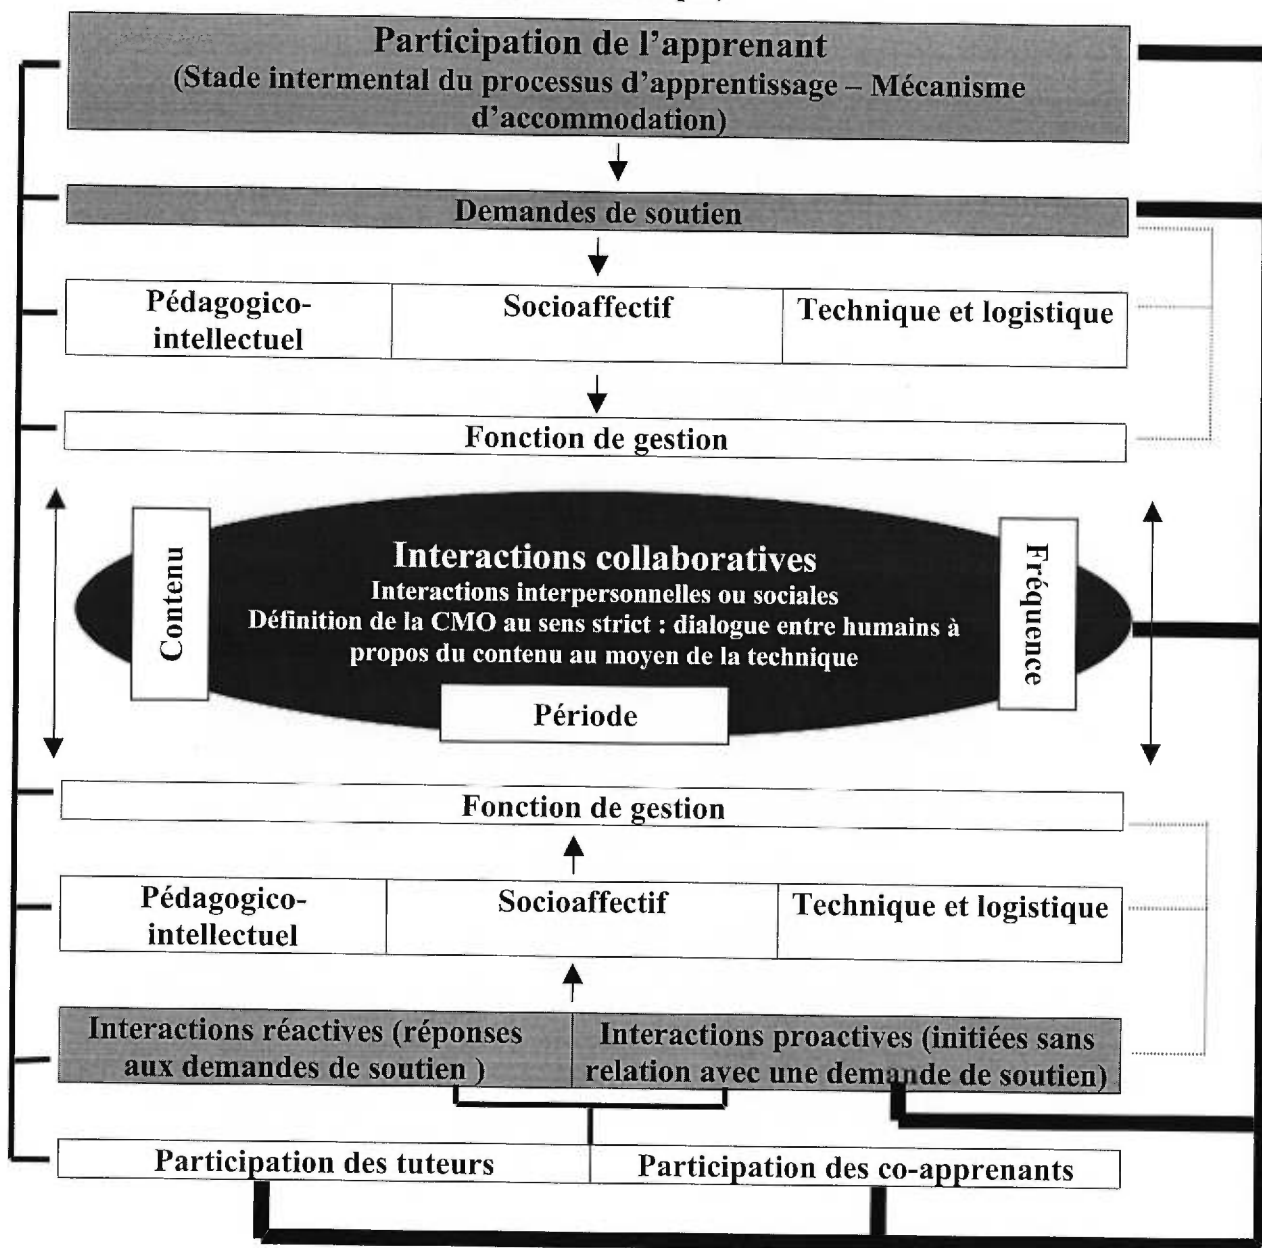 Participation de l'apprenant
(Stade intermental du processus d'apprentissage – Mécanisme
d'accommodation)
Demandes de soutien
Pédagogico-
intellectuel
Socioaffectif
Technique et logistique
Fonction de gestion
Contenu
Interactions collaboratives
Interactions interpersonnelles ou sociales
Définition de la CMO au sens strict : dialogue entre humains à
propos du contenu au moyen de la technique
Fréquence
Période
Fonction de gestion
Pédagogico-
intellectuel
Socioaffectif
Technique et logistique
Interactions réactives (réponses
aux demandes de soutien )
Interactions proactives (initiées sans
relation avec une demande de soutien)
Participation des tuteurs
Participation des co-apprenants